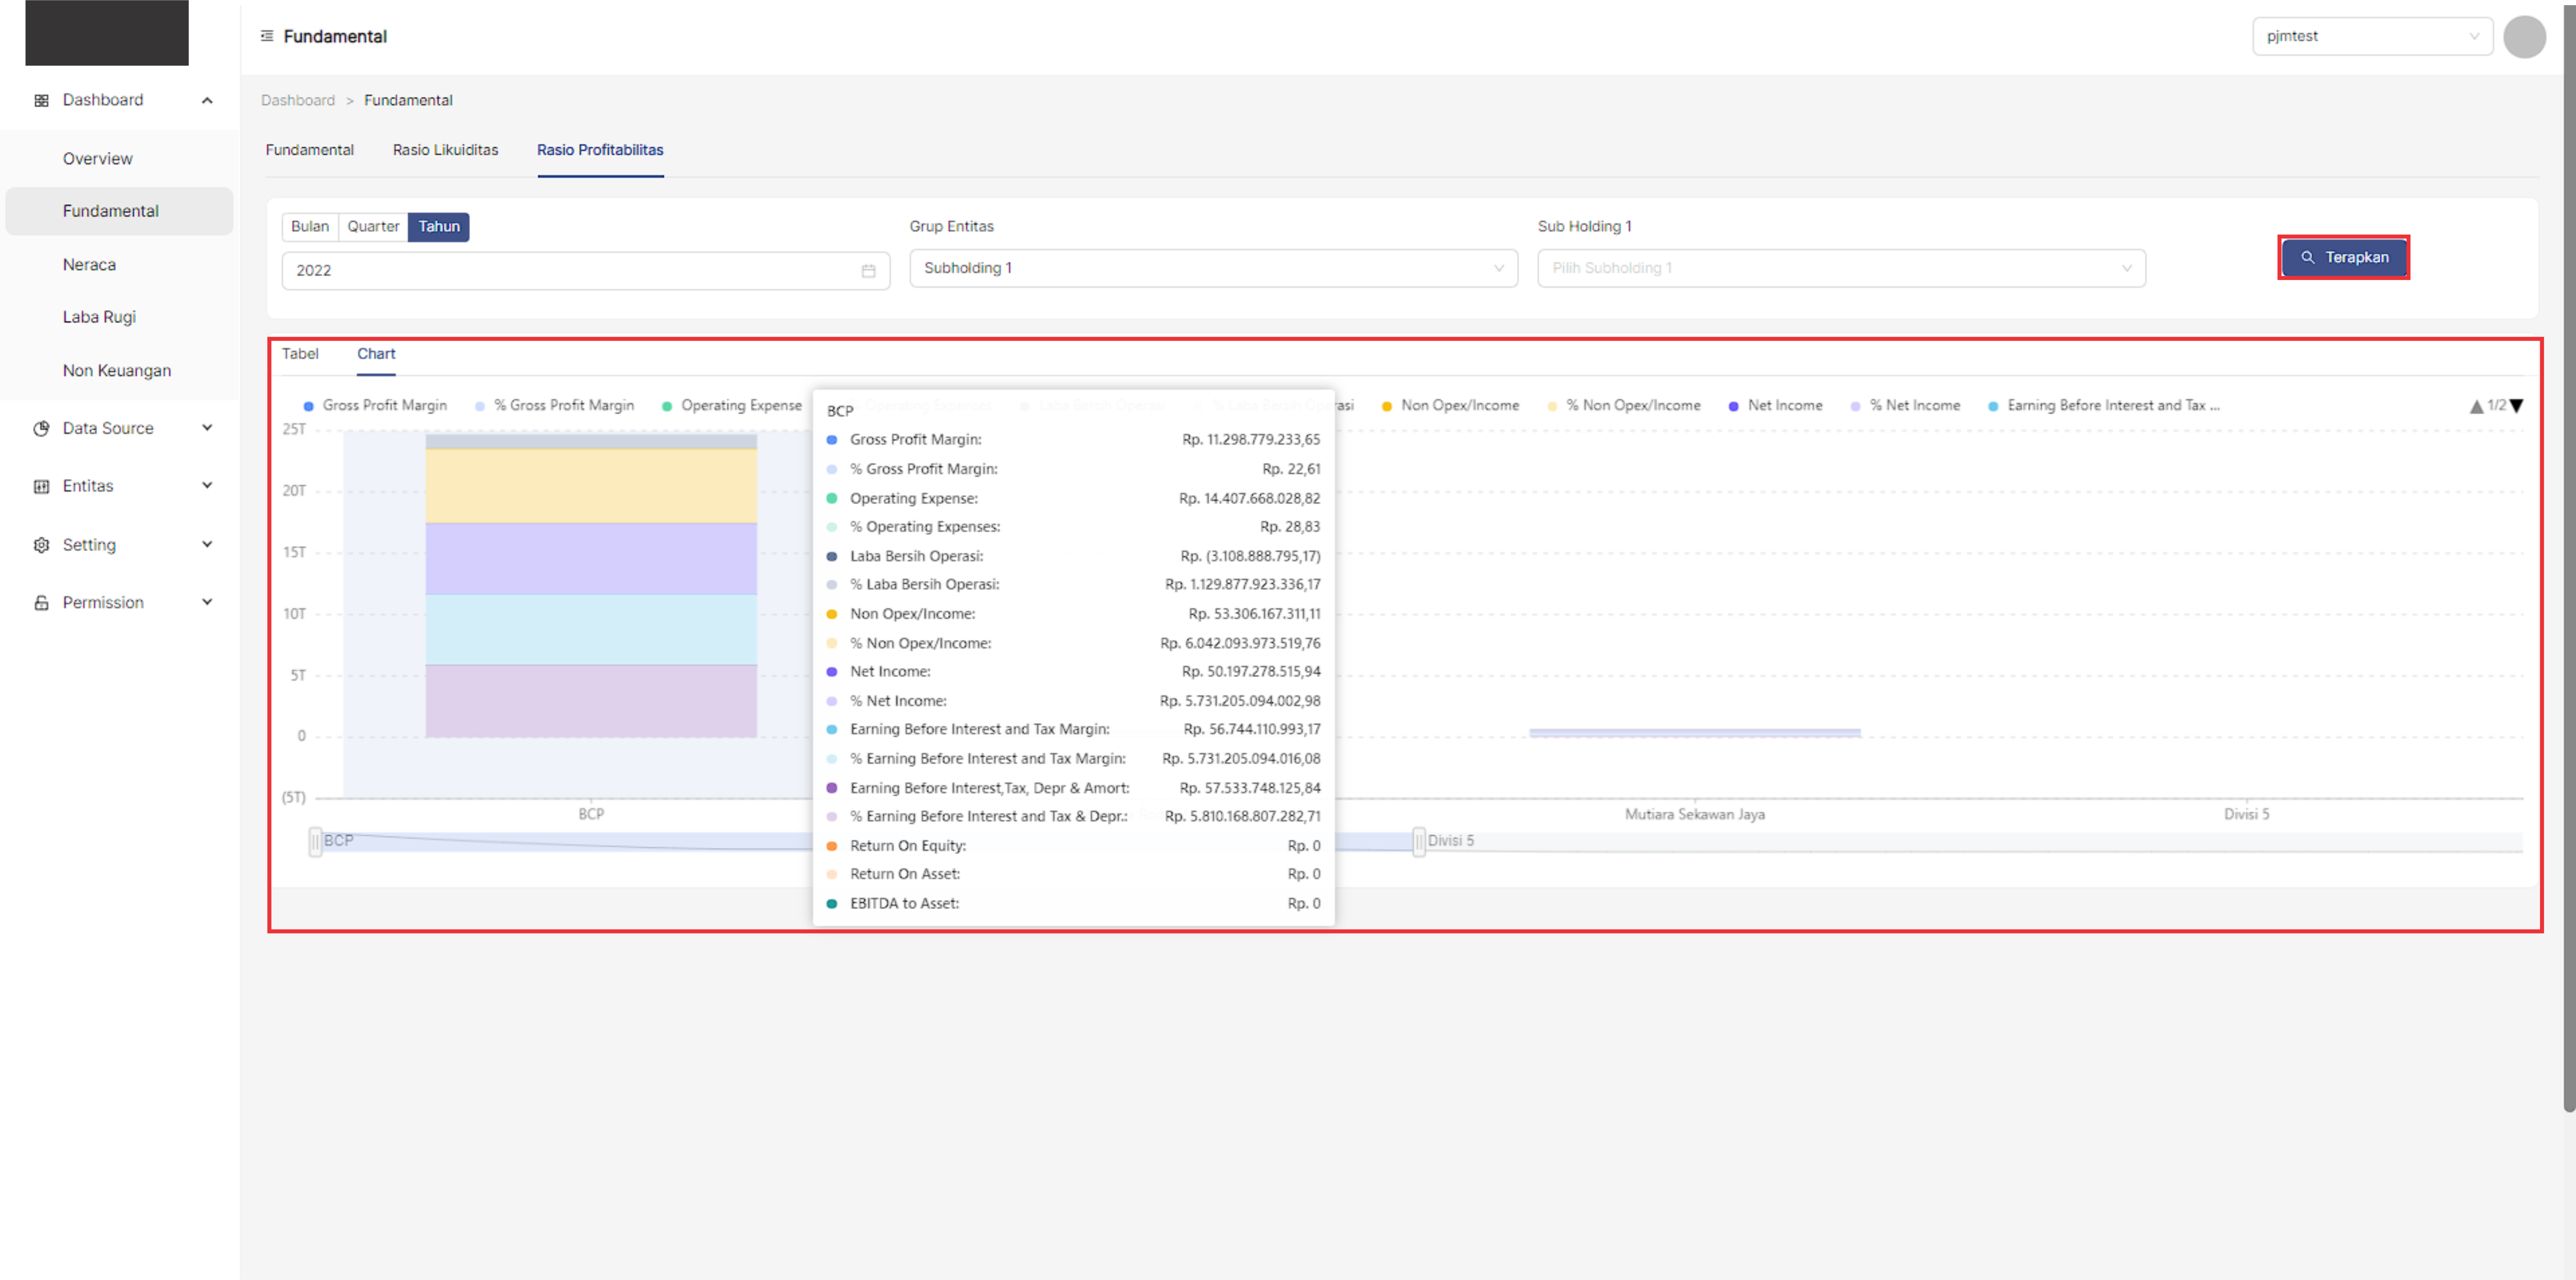 Fundamental
pjmtest
Dashboard
Overview
Fundamental
Neraca
Laba Rugi
Non Keuangan
Data Source
Entitas
Setting
Permission
Dashboard > Fundamental
Fundamental Rasio Likuiditas Rasio Profitabilitas
Bulan Quarter Tahun
2022
Grup Entitas
Subholding 1
Sub Holding 1
Pilih Subholding 1
Terapkan
Tabel Chart
Gross Profit Margin % Gross Profit Margin Operating Expense % Operating Expenses Laba Bersih Operasi % Laba Bersih Operasi Non Opex/Income % Non Opex/Income Net Income % Net Income Earning Before Interest and Tax ... 1/2
25T
20T
15T
10T
5T
0
(5T)
BCP
Gross Profit Margin: Rp. 11.298.779.233,65
% Gross Profit Margin: Rp. 22,61
Operating Expense: Rp. 14.407.668.028,82
% Operating Expenses: Rp. 28,83
Laba Bersih Operasi: Rp. (3.108.888.795,17)
% Laba Bersih Operasi: Rp. 1.129.877.923.336,17
Non Opex/Income: Rp. 53.306.167.311,11
% Non Opex/Income: Rp. 6.042.093.973.519,76
Net Income: Rp. 50.197.278.515,94
% Net Income: Rp. 5.731.205.094.002,98
Earning Before Interest and Tax Margin: Rp. 56.744.110.993,17
% Earning Before Interest and Tax Margin: Rp. 5.731.205.094.016,08
Earning Before Interest,Tax, Depr & Amort: Rp. 57.533.748.125,84
% Earning Before Interest and Tax & Depr.: Rp. 5.810.168.807.282,71
Return On Equity: Rp. 0
Return On Asset: Rp. 0
EBITDA to Asset: Rp. 0
BCP Mutiara Sekawan Jaya Divisi 5
BCP Divisi 5